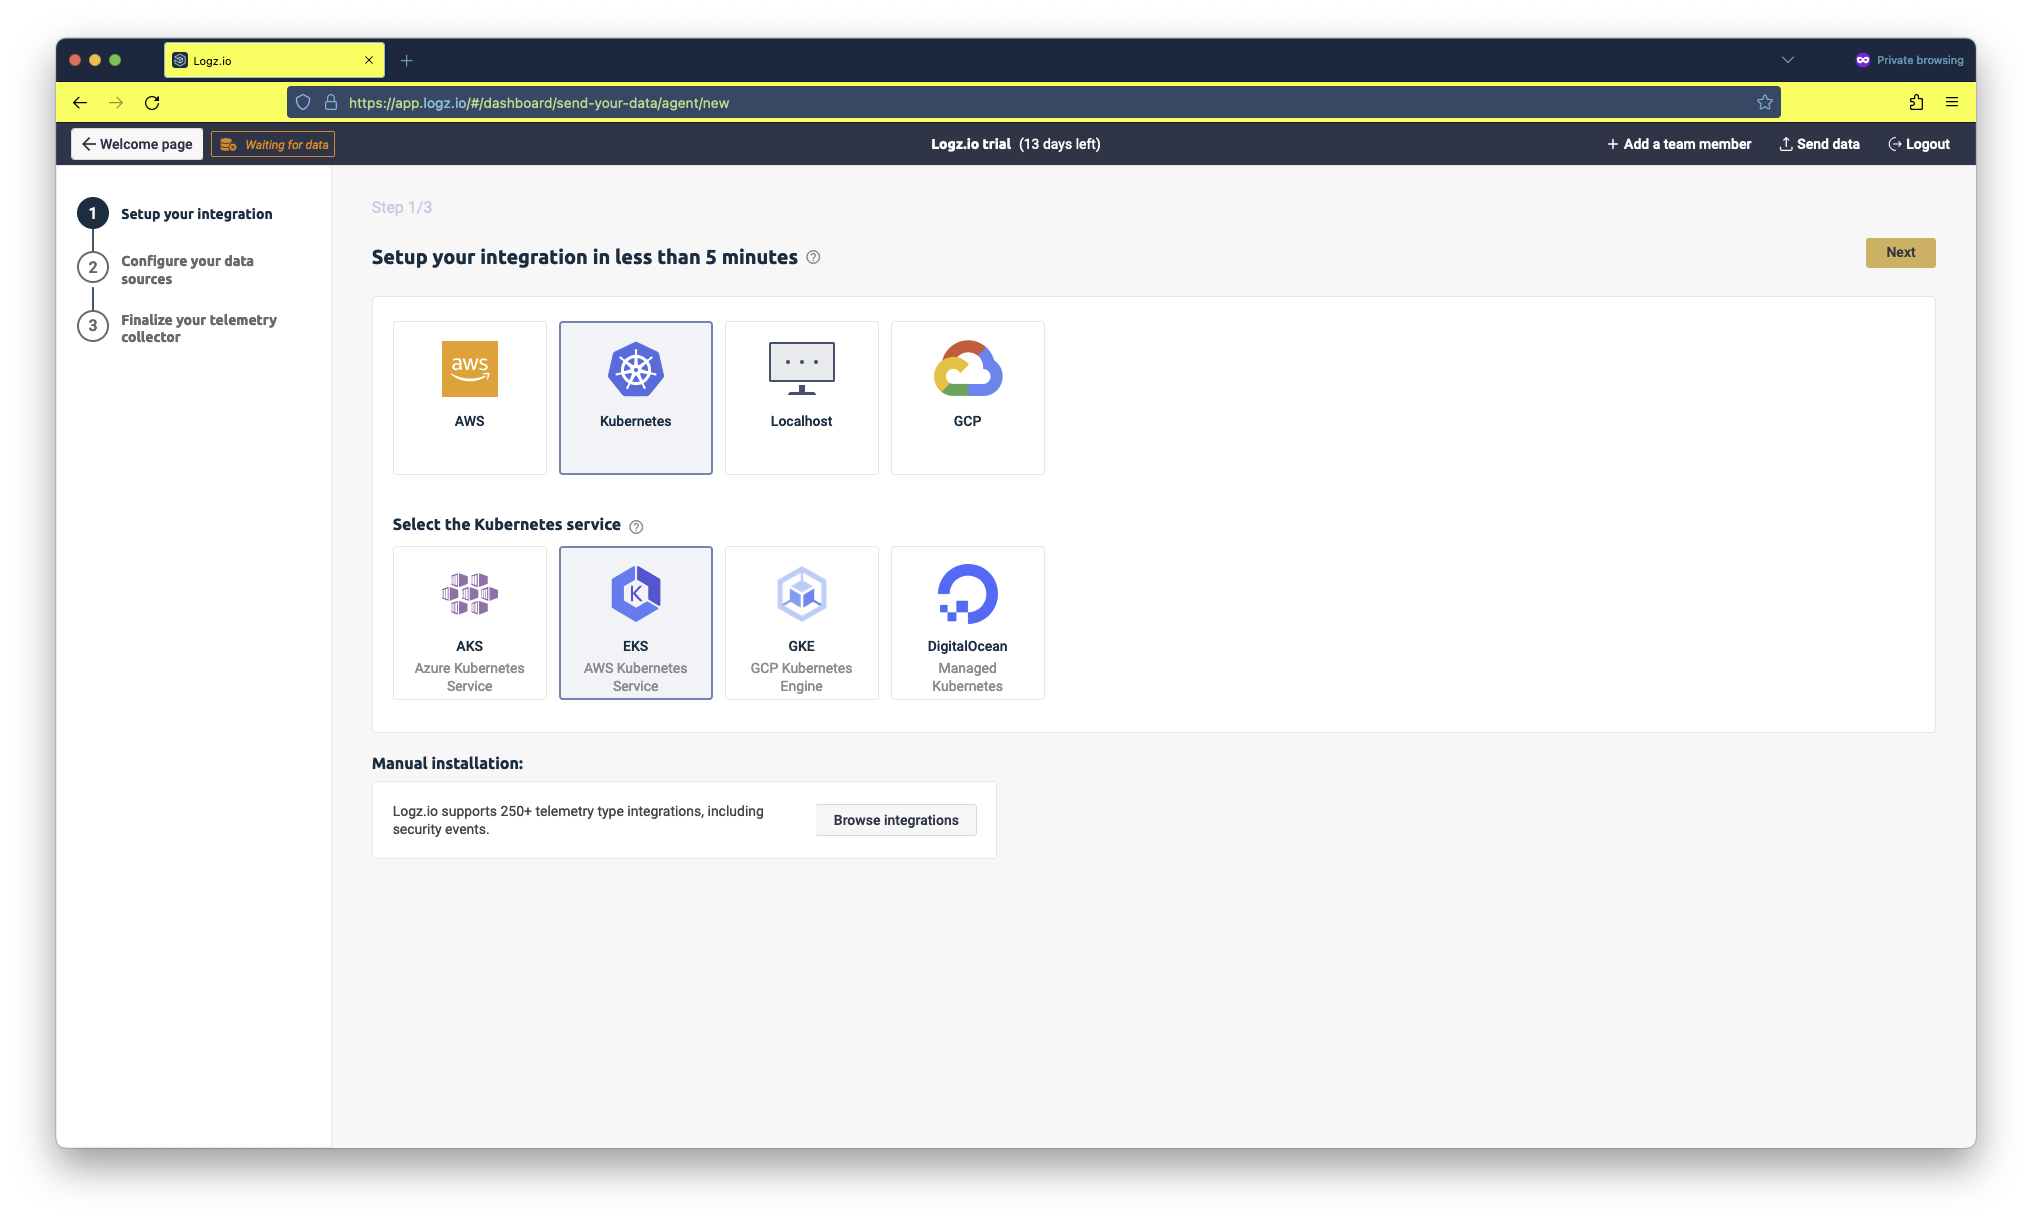 Logz.io
Private browsing
https://app.logz.io/#/dashboard/send-your-data/agent/new
Welcome page
Waiting for data
Logz.io trial (13 days left)
Add a team member
Send data
Logout
1 Setup your integration
2 Configure your data
sources
3 Finalize your telemetry
collector
Step 1/3
Setup your integration in less than 5 minutes ?
Next
aws
AWS
Kubernetes
Localhost
GCP
Select the Kubernetes service ?
AKS
Azure Kubernetes
Service
K
EKS
AWS Kubernetes
Service
GKE
GCP Kubernetes
Engine
DigitalOcean
Managed
Kubernetes
Manual installation:
Logz.io supports 250+ telemetry type integrations, including
security events.
Browse integrations